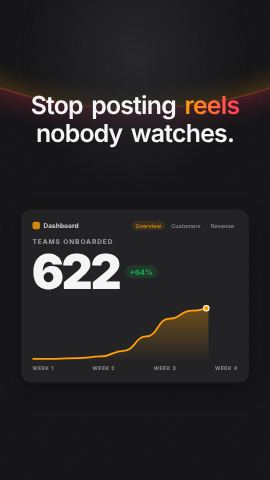 Stop posting reels
nobody watches.
Dashboard
Overview Customers Revenue
TEAMS ONBOARDED
622 +64%
WEEK 1 WEEK 2 WEEK 3 WEEK 4